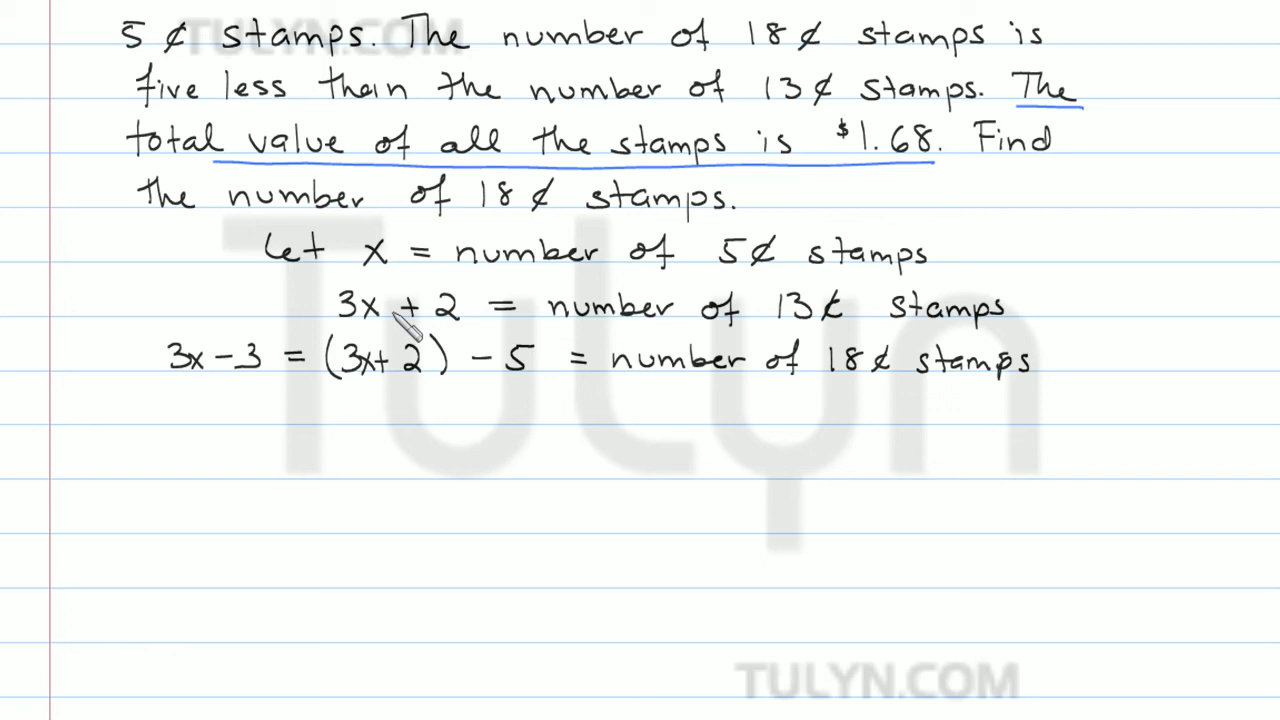 5 ¢ stamps. The number of 18 ¢ stamps is
five less than the number of 13 ¢ stamps. The
total value of all the stamps is $1.68. Find
the number of 18 ¢ stamps.
Let x = number of 5¢ stamps
3x + 2 = number of 13 ¢ stamps
3x - 3 = (3x + 2) - 5 = number of 18 ¢ stamps
TULYN.COM
Tulyn
TULYN.COM